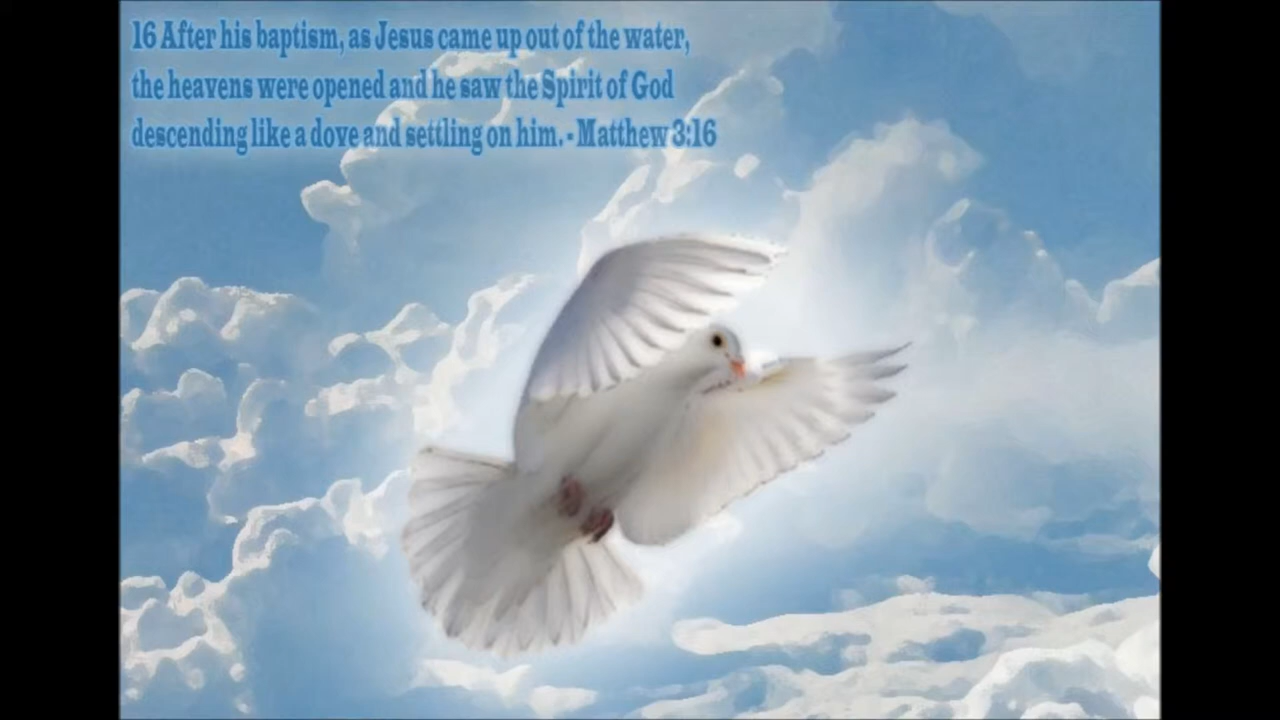 16 After his baptism, as Jesus came up out of the water,
the heavens were opened and he saw the Spirit of God
descending like a dove and settling on him. - Matthew 3:16